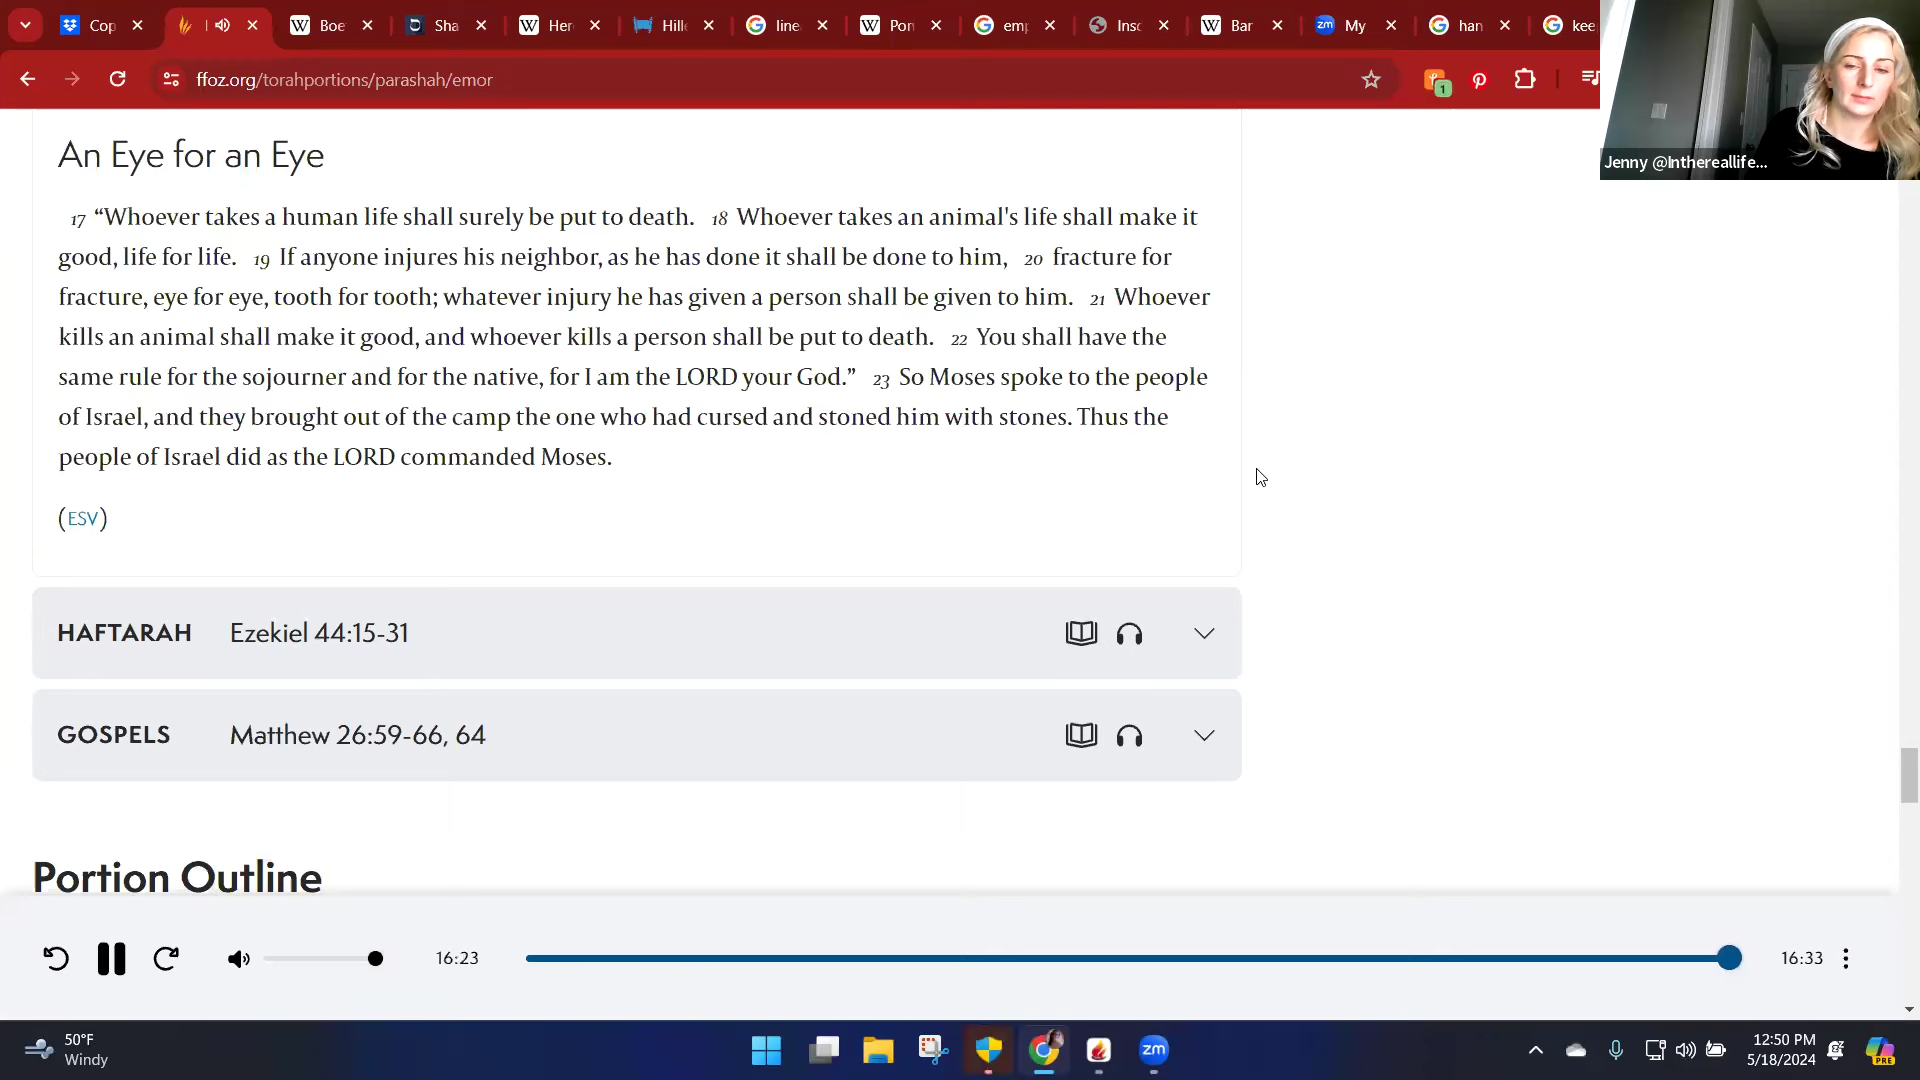 Cop
Boe
Sha
Her
Hille
line
Por
emp
Insc
Bar
My
han
kee
ffoz.org/torahportions/parashah/emor
1
Jenny @Inthereallife...
An Eye for an Eye
17 “Whoever takes a human life shall surely be put to death. 18 Whoever takes an animal's life shall make it
good, life for life. 19 If anyone injures his neighbor, as he has done it shall be done to him, 20 fracture for
fracture, eye for eye, tooth for tooth; whatever injury he has given a person shall be given to him. 21 Whoever
kills an animal shall make it good, and whoever kills a person shall be put to death. 22 You shall have the
same rule for the sojourner and for the native, for I am the LORD your God.” 23 So Moses spoke to the people
of Israel, and they brought out of the camp the one who had cursed and stoned him with stones. Thus the
people of Israel did as the LORD commanded Moses.
(ESV)
HAFTARAH Ezekiel 44:15-31
GOSPELS Matthew 26:59-66, 64
Portion Outline
16:23
16:33
50°F
Windy
zm
12:50 PM
5/18/2024
PRE